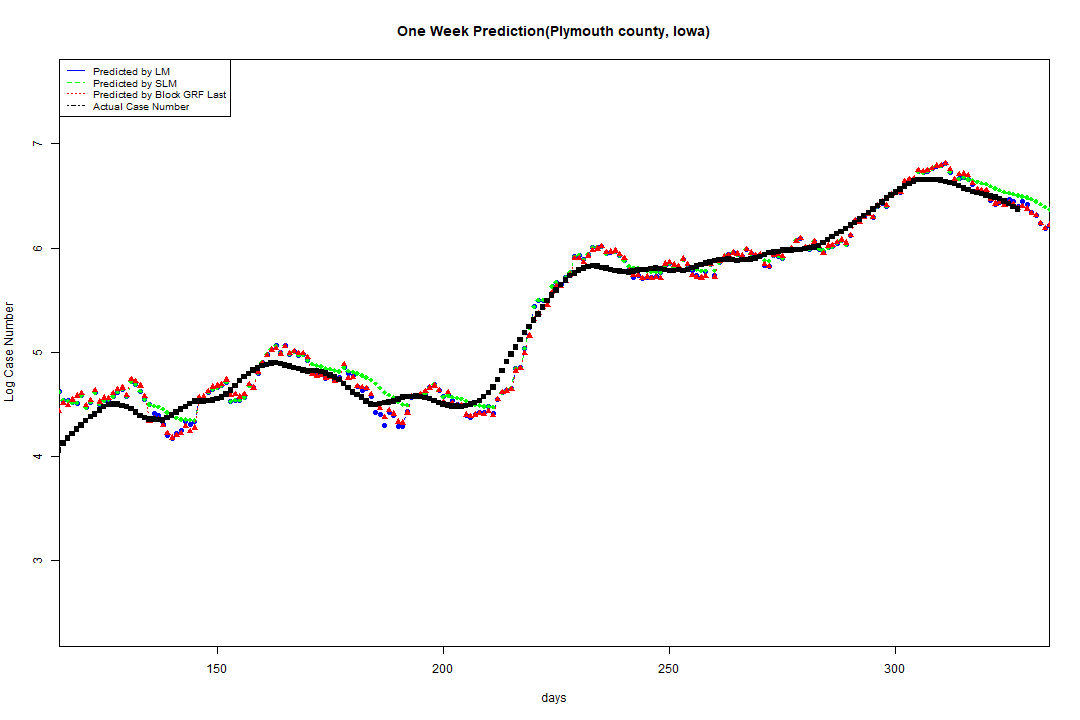 One Week Prediction(Plymouth county, Iowa)
Predicted by LM
Predicted by SLM
Predicted by Block GRF Last
Actual Case Number
7
6
5
4
3
Log Case Number
150 200 250 300
days